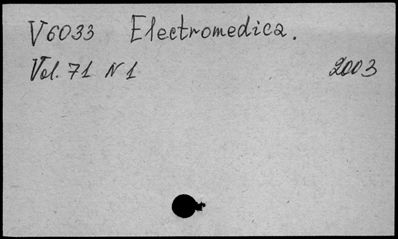 V6033 Electromedica.
Vol. 71 N 1 2003